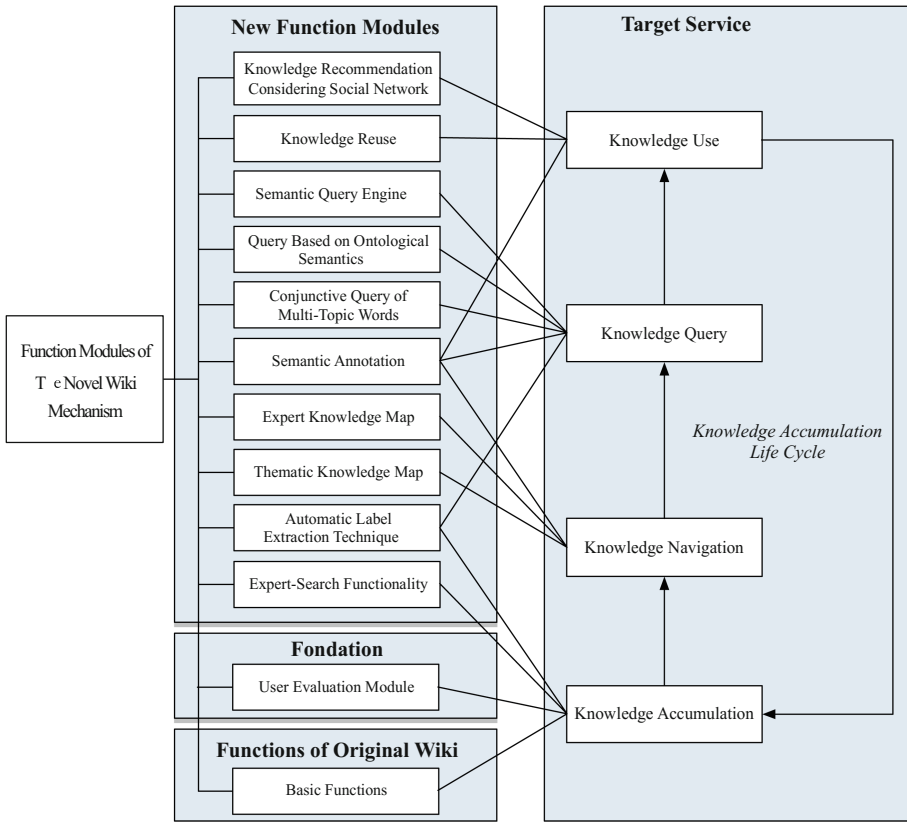 New Function Modules
Knowledge Recommendation
Considering Social Network
Knowledge Reuse
Semantic Query Engine
Query Based on Ontological
Semantics
Conjunctive Query of
Multi-Topic Words
Semantic Annotation
Expert Knowledge Map
Thematic Knowledge Map
Automatic Label
Extraction Technique
Expert-Search Functionality
Fondation
User Evaluation Module
Functions of Original Wiki
Basic Functions
Function Modules of
T e Novel Wiki
Mechanism
Target Service
Knowledge Use
Knowledge Query
Knowledge Accumulation
Life Cycle
Knowledge Navigation
Knowledge Accumulation